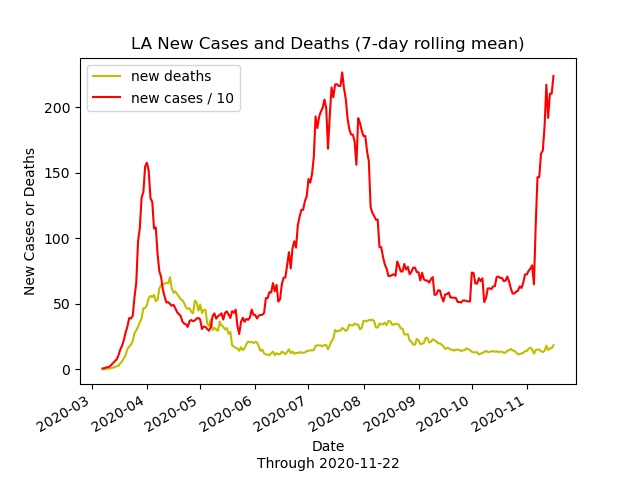 LA New Cases and Deaths (7-day rolling mean)
new deaths
new cases / 10
New Cases or Deaths
200
150
100
50
0
2020-03
2020-04
2020-05
2020-06
2020-07
2020-08
2020-09
2020-10
2020-11
Date
Through 2020-11-22